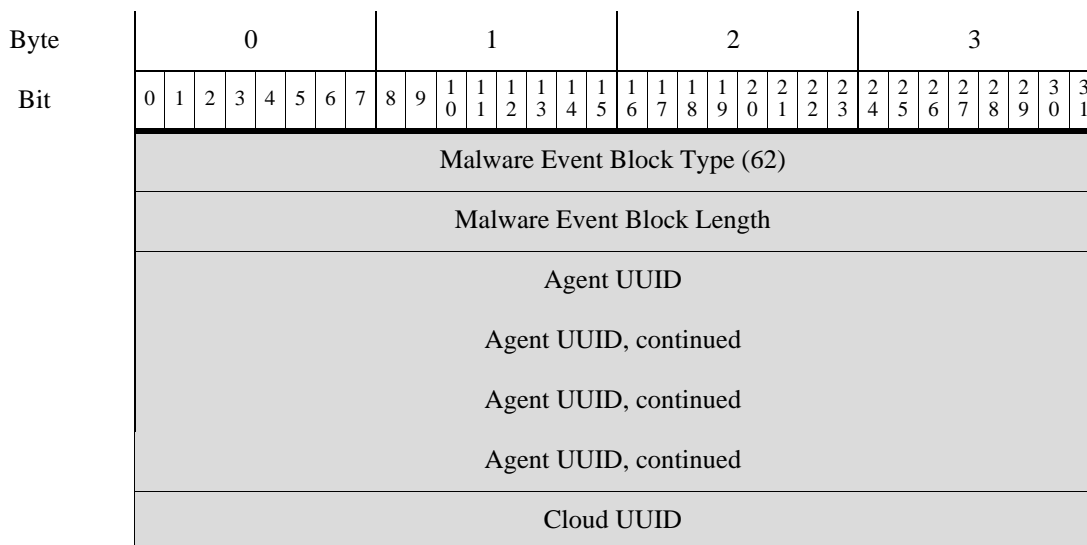 Byte 0 1 2 3
Bit 0 1 2 3 4 5 6 7 8 9 10 11 12 13 14 15 16 17 18 19 20 21 22 23 24 25 26 27 28 29 30 31
Malware Event Block Type (62)
Malware Event Block Length
Agent UUID
Agent UUID, continued
Agent UUID, continued
Agent UUID, continued
Cloud UUID